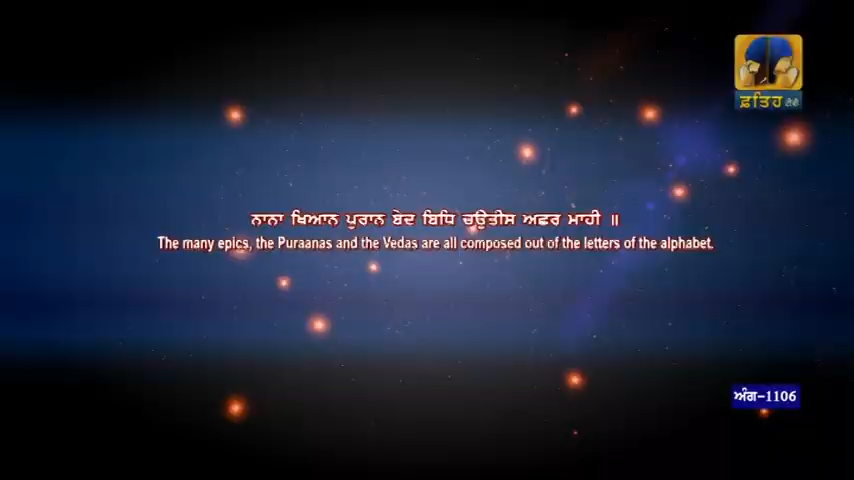 ਫ਼ਤਿਹ ਟੀਵੀ
ਨਾਨਾ ਖਿਆਨ ਪੁਰਾਨ ਬੇਦ ਬਿਧਿ ਚਉਤੀਸ ਅਛਰ ਮਾਹੀ ॥
The many epics, the Puraanas and the Vedas are all composed out of the letters of the alphabet.
ਅੰਗ-1106